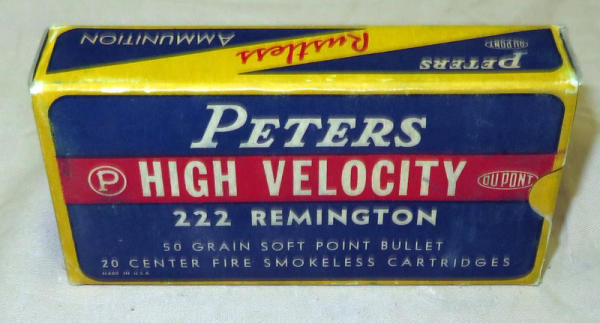 AMMUNITION
Rustless
DU PONT
PETERS
PETERS
P HIGH VELOCITY DU PONT
222 REMINGTON
50 GRAIN SOFT POINT BULLET
20 CENTER FIRE SMOKELESS CARTRIDGES
MADE IN U.S.A.